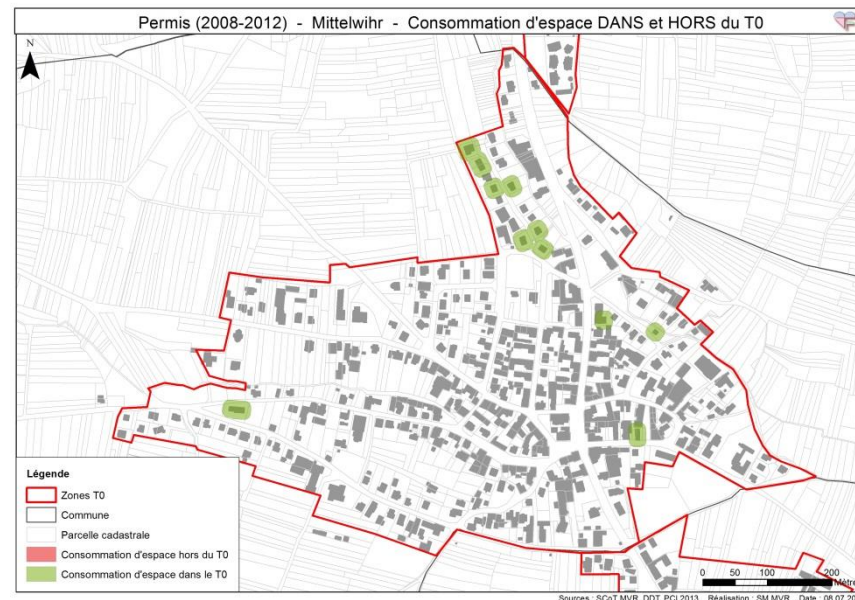 Permis (2008-2012) - Mittelwihr - Consommation d'espace DANS et HORS du T0
N
Légende
Zones T0
Commune
Parcelle cadastrale
Consommation d'espace hors du T0
Consommation d'espace dans le T0
0 50 100 200
Mètre
Sources : SCoT MVR, DDT, PCI 2013 Réalisation : SM MVR Date : 08.07.20